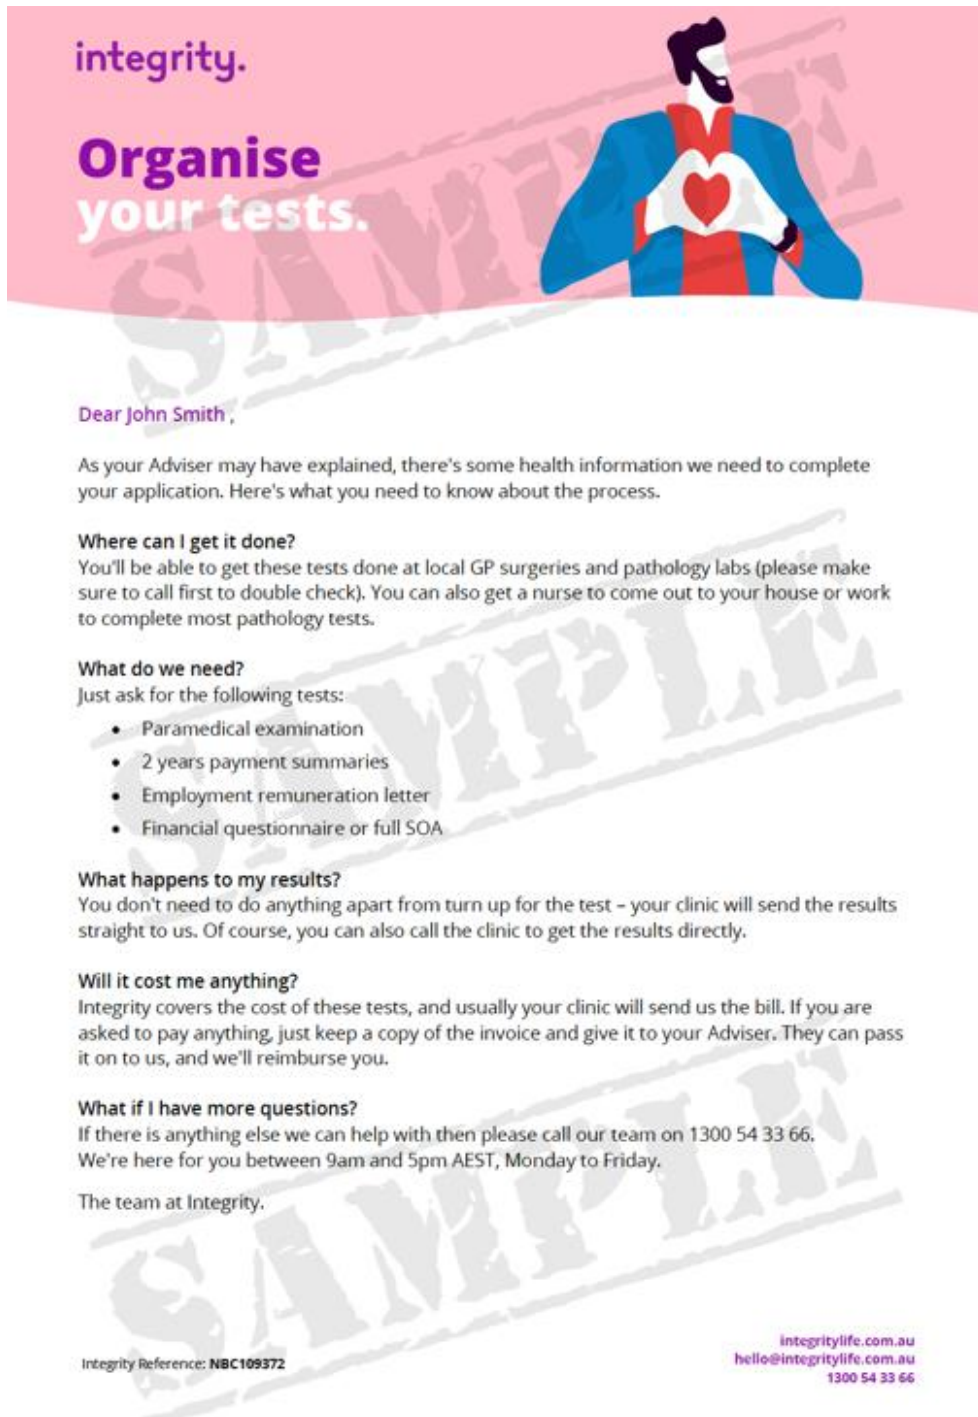 integrity.
Organise
your tests.
Dear John Smith ,
As your Adviser may have explained, there's some health information we need to complete
your application. Here's what you need to know about the process.
Where can I get it done?
You'll be able to get these tests done at local GP surgeries and pathology labs (please make
sure to call first to double check). You can also get a nurse to come out to your house or work
to complete most pathology tests.
What do we need?
Just ask for the following tests:
• Paramedical examination
• 2 years payment summaries
• Employment remuneration letter
• Financial questionnaire or full SOA
What happens to my results?
You don't need to do anything apart from turn up for the test – your clinic will send the results
straight to us. Of course, you can also call the clinic to get the results directly.
Will it cost me anything?
Integrity covers the cost of these tests, and usually your clinic will send us the bill. If you are
asked to pay anything, just keep a copy of the invoice and give it to your Adviser. They can pass
it on to us, and we'll reimburse you.
What if I have more questions?
If there is anything else we can help with then please call our team on 1300 54 33 66.
We're here for you between 9am and 5pm AEST, Monday to Friday.
The team at Integrity.
Integrity Reference: NBC109372
integritylife.com.au
hello@integritylife.com.au
1300 54 33 66
SAMPLE
SAMPLE
SAMPLE